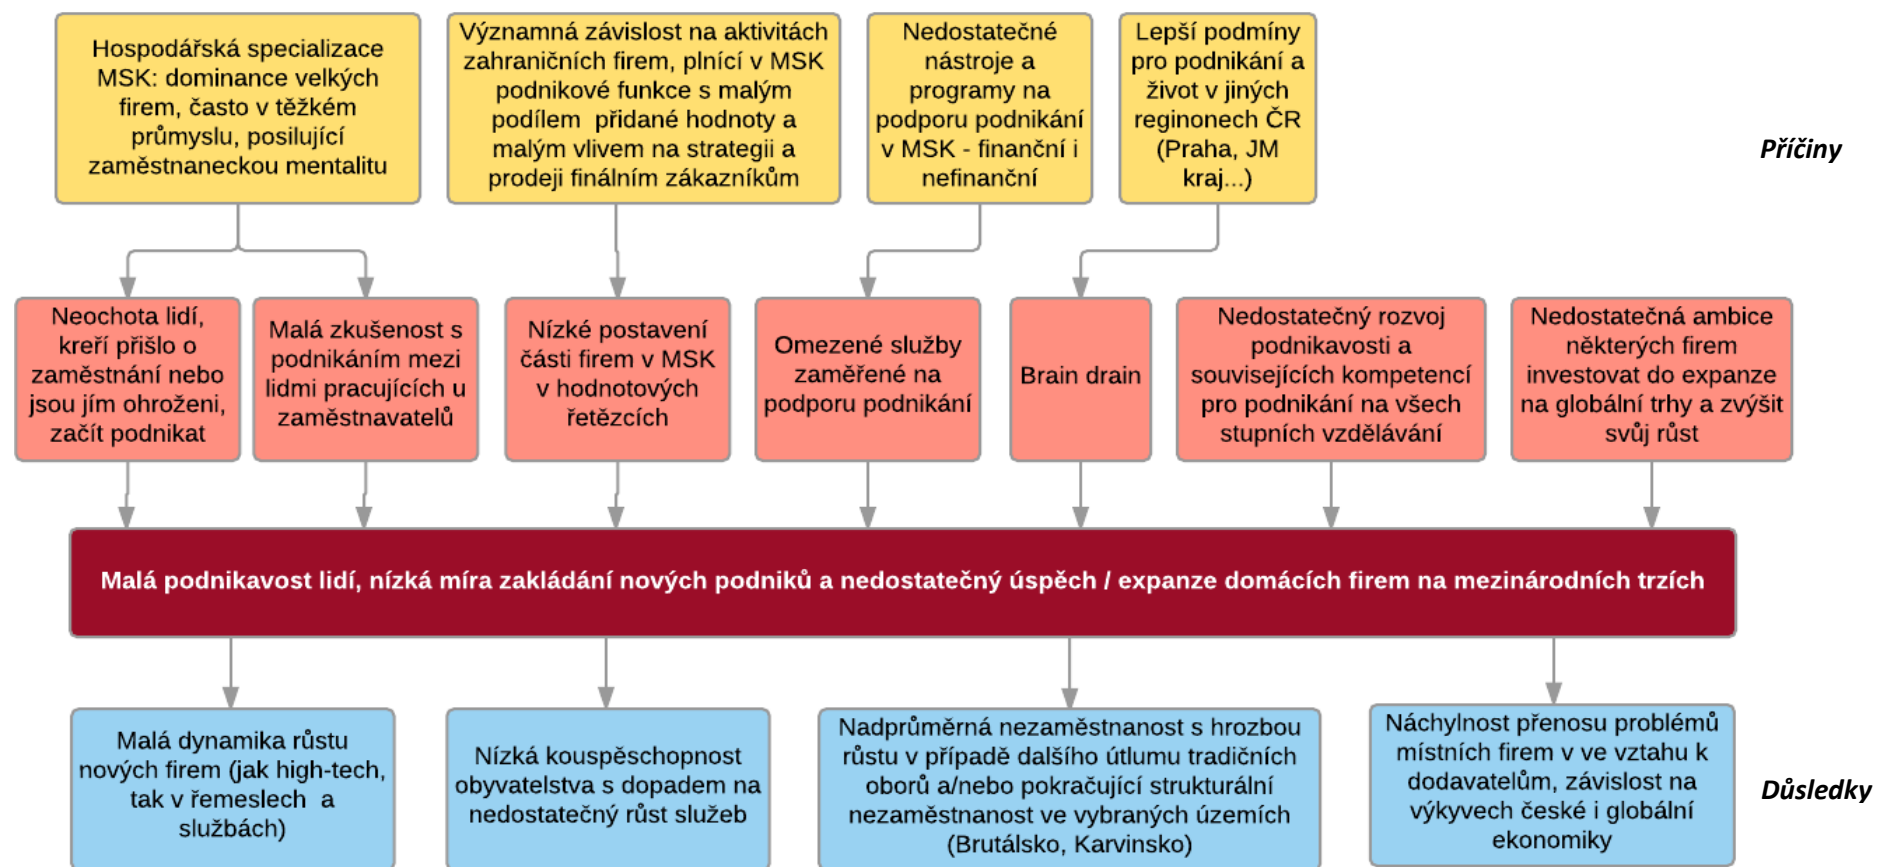 Hospodářská specializace
MSK: dominance velkých
firem, často v těžkém
průmyslu, posilující
zaměstnaneckou mentalitu
Významná závislost na aktivitách
zahraničních firem, plnící v MSK
podnikové funkce s malým
podílem  přidané hodnoty a
malým vlivem na strategii a
prodeji finálním zákazníkům
Nedostatečné
nástroje a
programy na
podporu podnikání
v MSK - finanční i
nefinanční
Lepší podmíny
pro podnikání a
život v jiných
reginonech ČR
(Praha, JM
kraj...)
Příčiny
Neochota lidí,
kreří přišlo o
zaměstnání nebo
jsou jím ohroženi,
začít podnikat
Malá zkušenost s
podnikáním mezi
lidmi pracujících u
zaměstnavatelů
Nízké postavení
části firem v MSK
v hodnotových
řetězcích
Omezené služby
zaměřené na
podporu podnikání
Brain drain
Nedostatečný rozvoj
podnikavosti a
souvisejících kompetencí
pro podnikání na všech
stupních vzdělávání
Nedostatečná ambice
některých firem
investovat do expanze
na globální trhy a zvýšit
svůj růst
Malá podnikavost lidí, nízká míra zakládání nových podniků a nedostatečný úspěch / expanze domácích firem na mezinárodních trzích
Malá dynamika růstu
nových firem (jak high-tech,
tak v řemeslech  a
službách)
Nízká kouspěschopnost
obyvatelstva s dopadem na
nedostatečný růst služeb
Nadprůměrná nezaměstnanost s hrozbou
růstu v případě dalšího útlumu tradičních
oborů a/nebo pokračující strukturální
nezaměstnanost ve vybraných územích
(Brutálsko, Karvinsko)
Náchylnost přenosu problémů
místních firem v ve vztahu k
dodavatelům, závislost na
výkyvech české i globální
ekonomiky
Důsledky